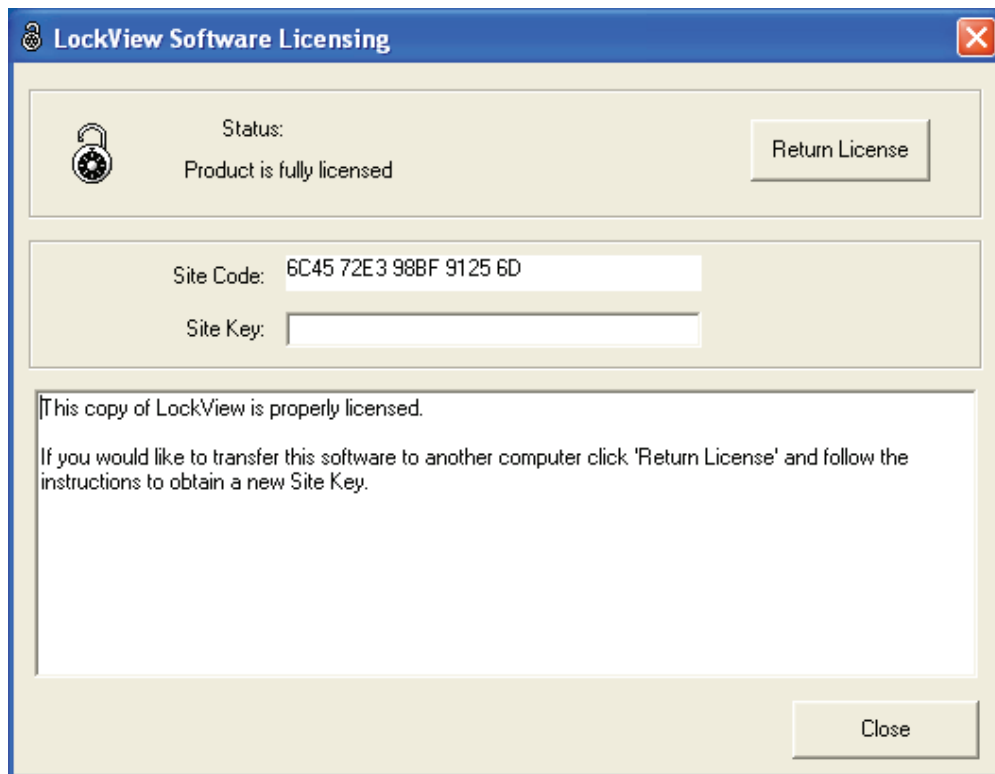 LockView Software Licensing
Status:
Product is fully licensed
Return License
Site Code: 6C45 72E3 98BF 9125 6D
Site Key:
This copy of LockView is properly licensed.
If you would like to transfer this software to another computer click 'Return License' and follow the
instructions to obtain a new Site Key.
Close